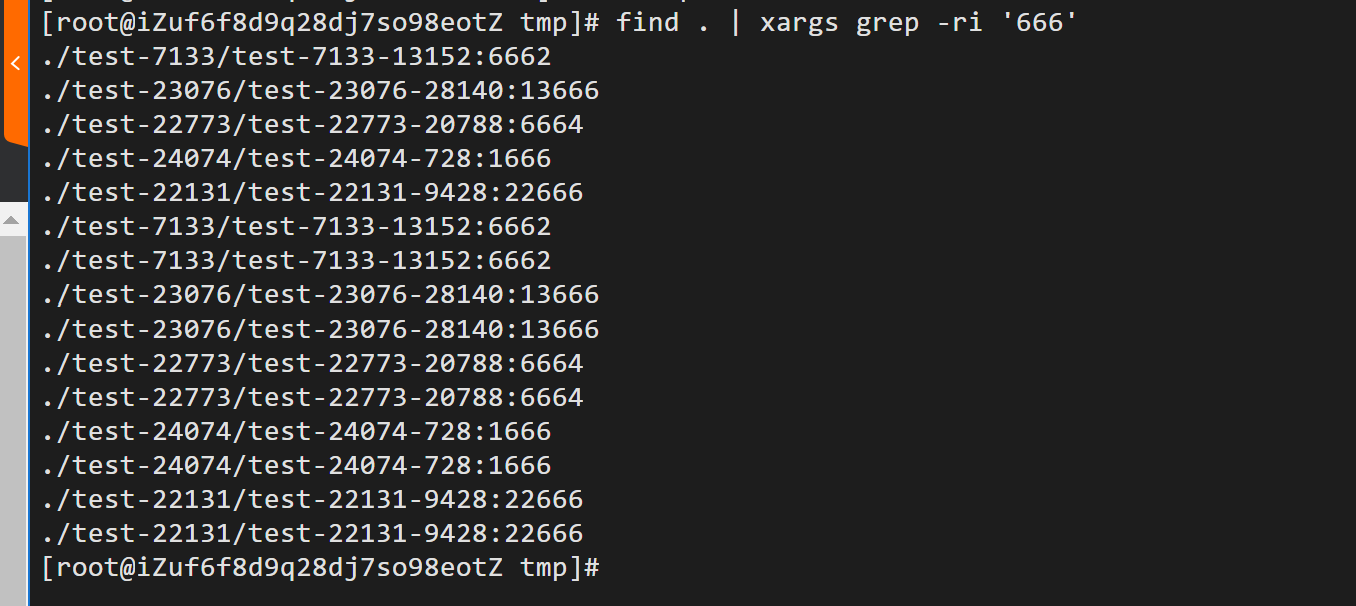 [root@iZuf6f8d9q28dj7so98eotZ tmp]# find . | xargs grep -ri '666'
./test-7133/test-7133-13152:6662
./test-23076/test-23076-28140:13666
./test-22773/test-22773-20788:6664
./test-24074/test-24074-728:1666
./test-22131/test-22131-9428:22666
./test-7133/test-7133-13152:6662
./test-7133/test-7133-13152:6662
./test-23076/test-23076-28140:13666
./test-23076/test-23076-28140:13666
./test-22773/test-22773-20788:6664
./test-22773/test-22773-20788:6664
./test-24074/test-24074-728:1666
./test-24074/test-24074-728:1666
./test-22131/test-22131-9428:22666
./test-22131/test-22131-9428:22666
[root@iZuf6f8d9q28dj7so98eotZ tmp]#